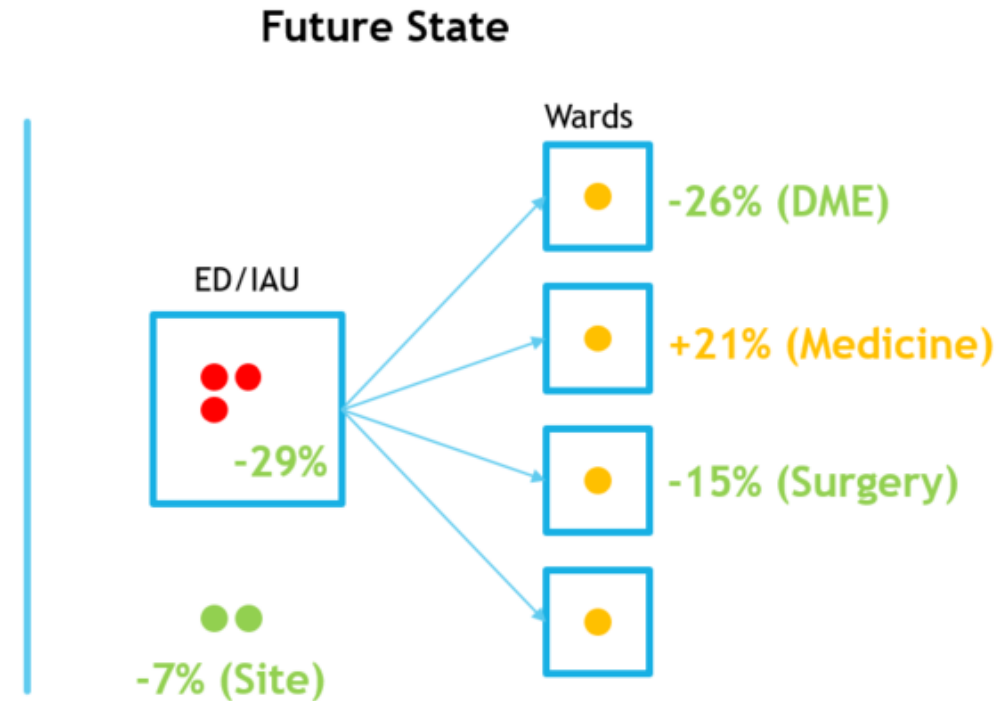 Future State
Wards
-26% (DME)
ED/IAU
+21% (Medicine)
-29%
-15% (Surgery)
-7% (Site)